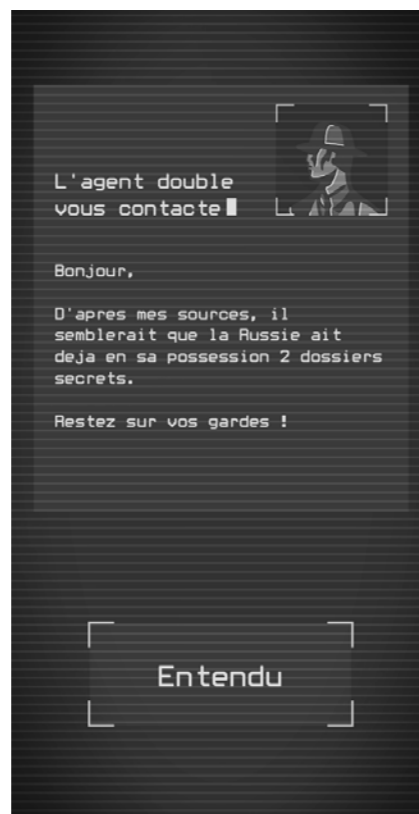 L'agent double
vous contacte
Bonjour,
D'apres mes sources, il
semblerait que la Russie ait
deja en sa possession 2 dossiers
secrets.
Restez sur vos gardes !
Entendu